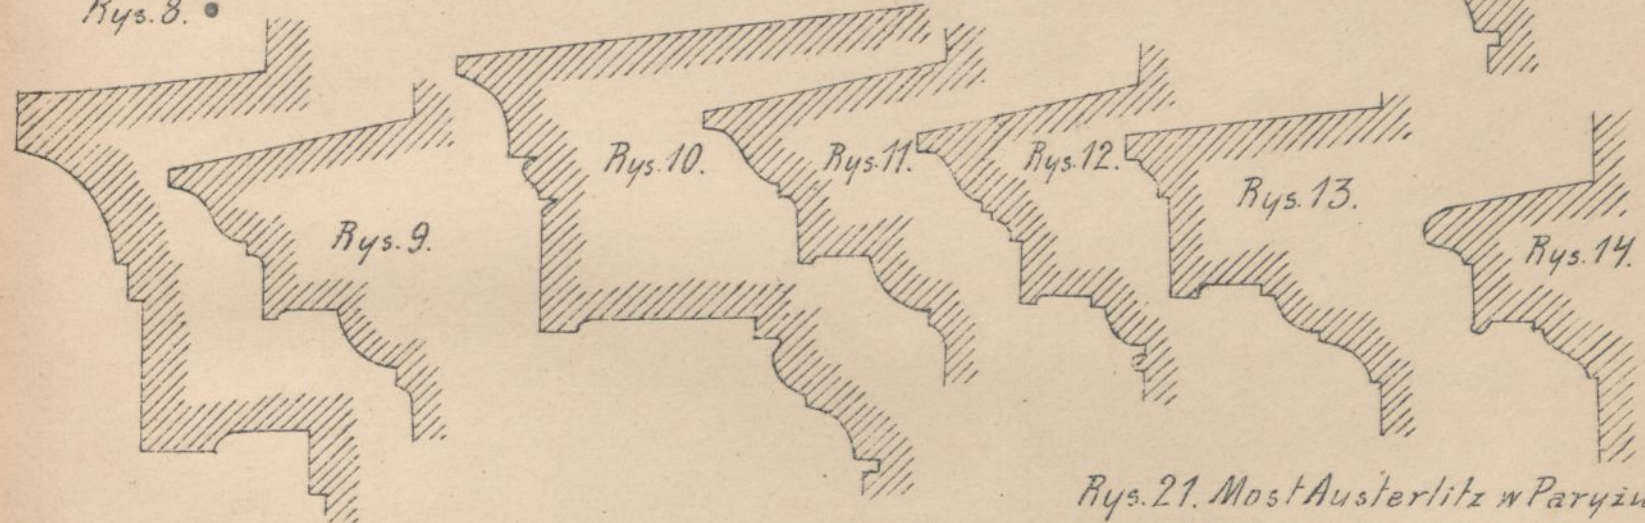 Rys. 8.
Rys. 9.
Rys. 10.
Rys. 11.
Rys. 12.
Rys. 13.
Rys. 14.
Rys. 21. Most Austerlitz w Paryżu